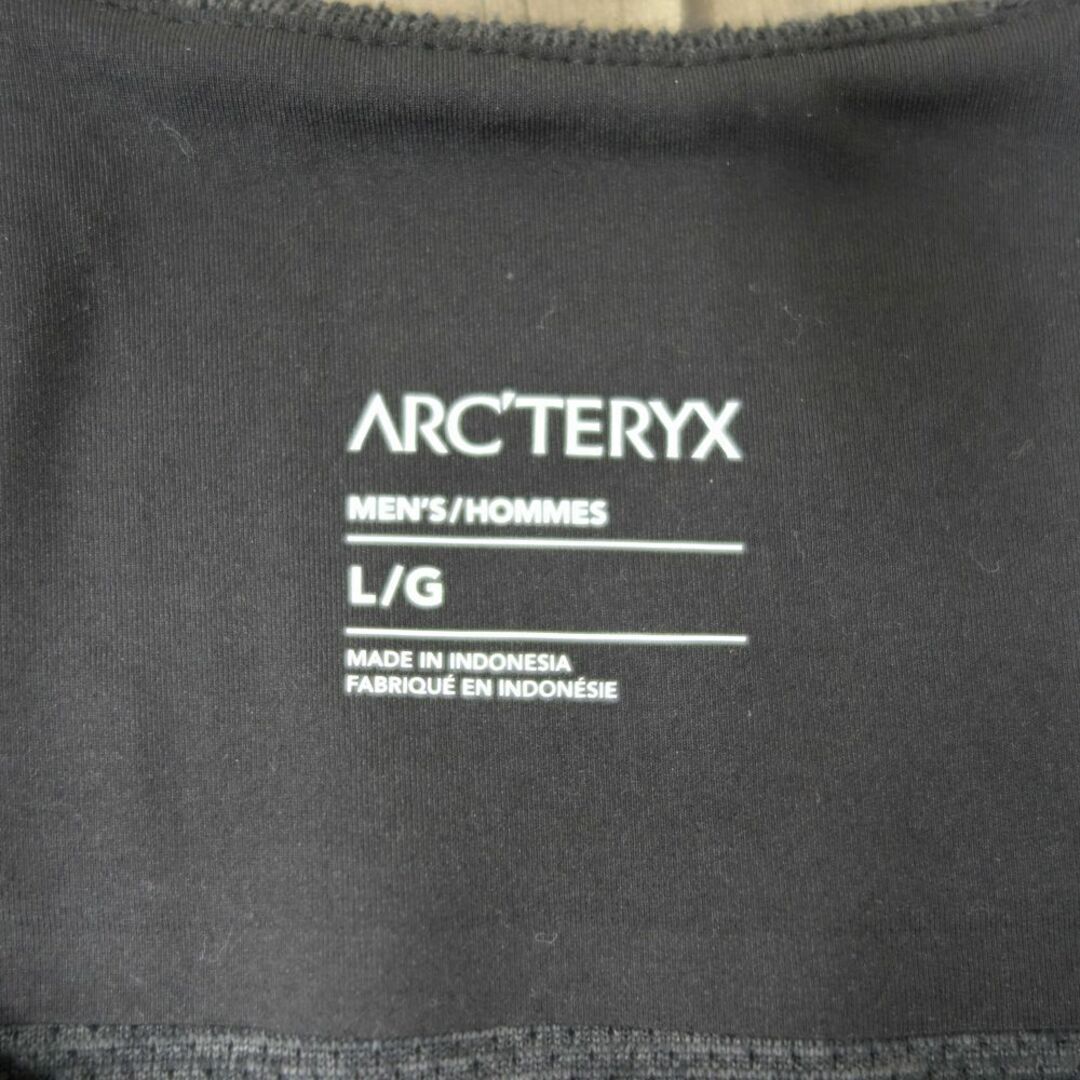 ARC'TERYX
MEN'S/HOMMES
L/G
MADE IN INDONESIA
FABRIQUÉ EN INDONÉSIE